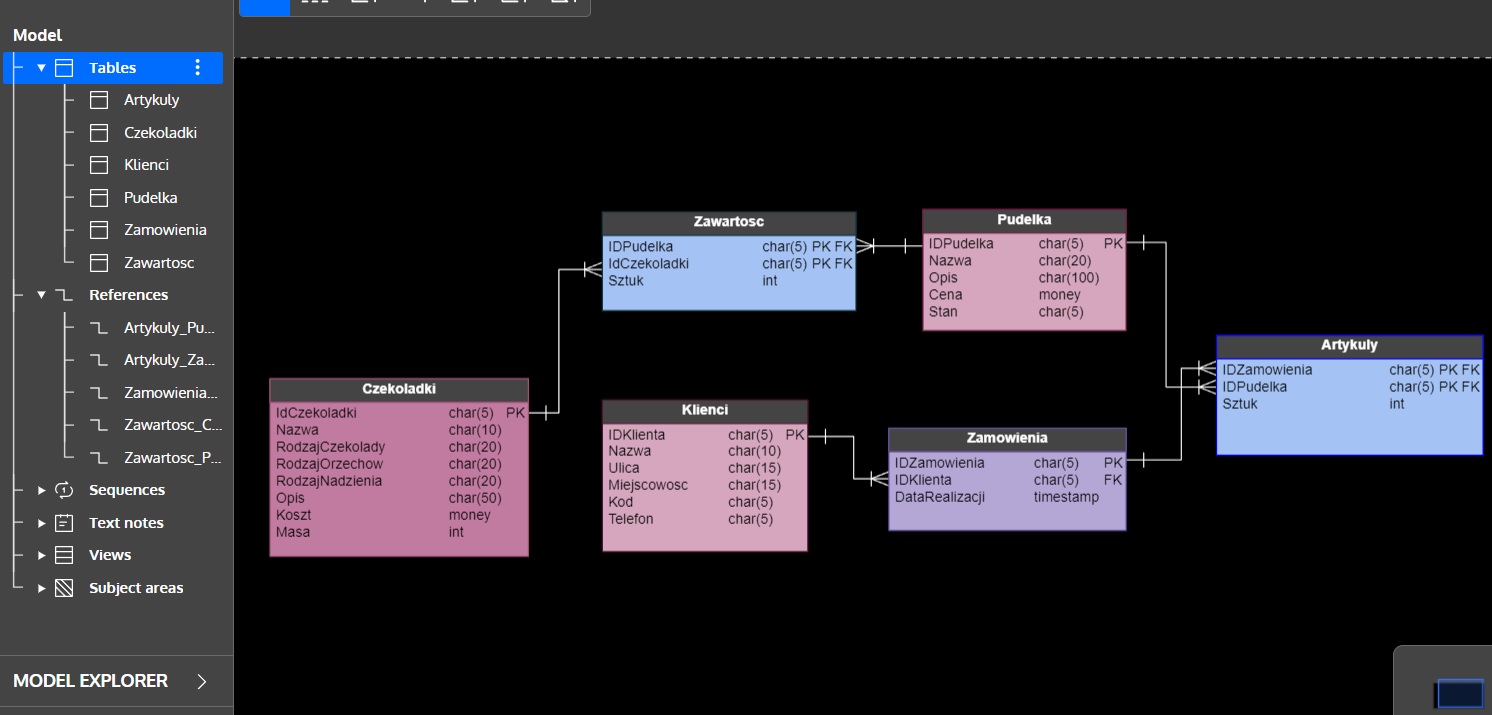 Model
Tables
Artykuly
Czekoladki
Klienci
Pudelka
Zamowienia
Zawartosc
References
Artykuly_Pu...
Artykuly_Za...
Zamowienia...
Zawartosc_C...
Zawartosc_P...
Sequences
Text notes
Views
Subject areas
MODEL EXPLORER
Zawartosc
IDPudelka char(5) PK FK
IdCzekoladki char(5) PK FK
Sztuk int
Pudelka
IDPudelka char(5) PK
Nazwa char(20)
Opis char(100)
Cena money
Stan char(5)
Artykuly
IDZamowienia char(5) PK FK
IDPudelka char(5) PK FK
Sztuk int
Czekoladki
IdCzekoladki char(5) PK
Nazwa char(10)
RodzajCzekolady char(20)
RodzajOrzechow char(20)
RodzajNadzienia char(20)
Opis char(50)
Koszt money
Masa int
Klienci
IDKlienta char(5) PK
Nazwa char(10)
Ulica char(15)
Miejscowosc char(15)
Kod char(5)
Telefon char(5)
Zamowienia
IDZamowienia char(5) PK
IDKlienta char(5) FK
DataRealizacji timestamp